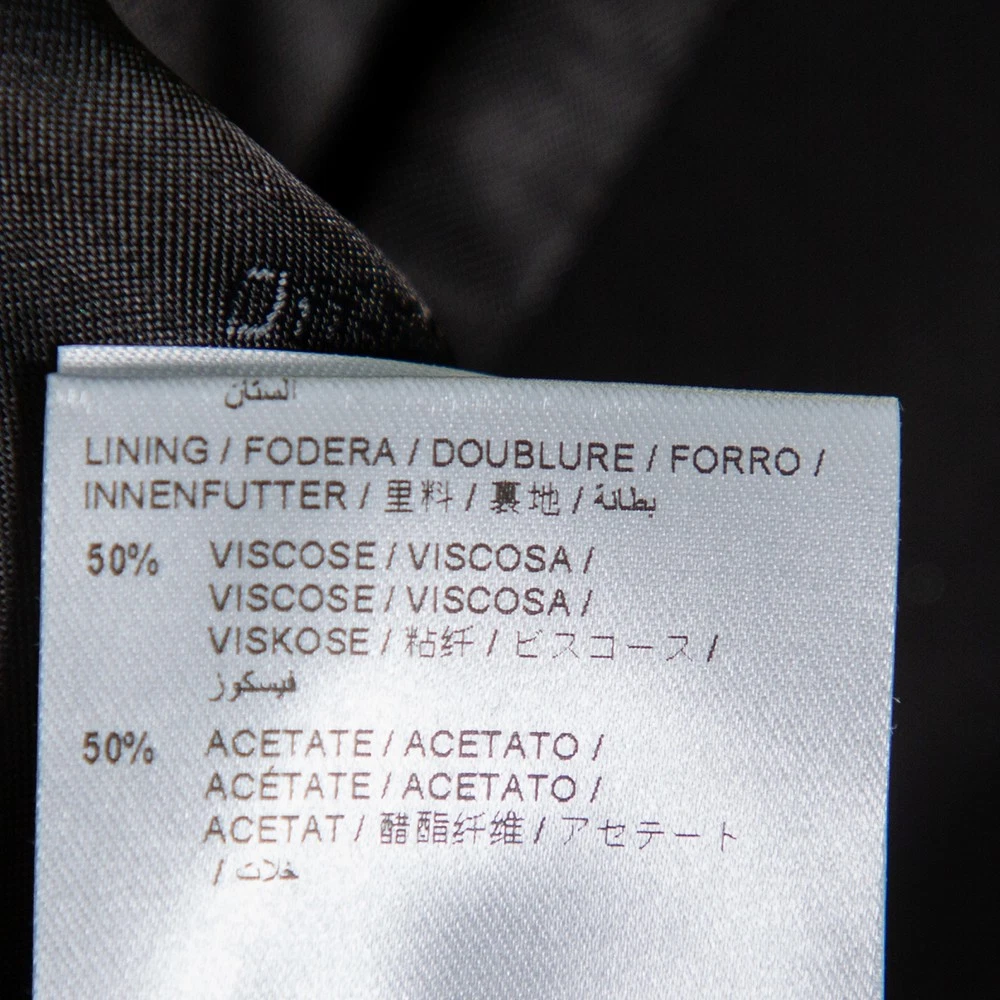 الستان
LINING / FODERA / DOUBLURE / FORRO /
INNENFUTTER / 里料 / 裏地 / بطانة
50% VISCOSE / VISCOSA /
VISCOSE / VISCOSA /
VISKOSE / 粘纤 / ビスコース /
فيسكوز
50% ACETATE / ACETATO /
ACÉTATE / ACETATO /
ACETAT / 醋酯纤维 / アセテート
/ خلات